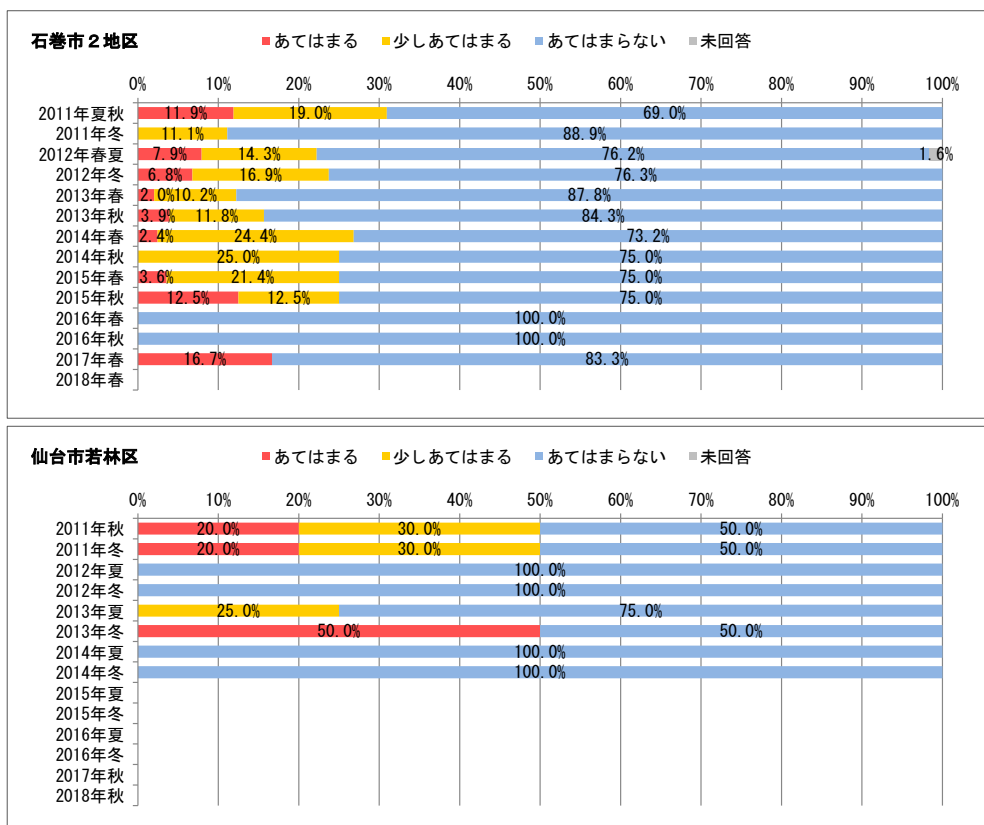 石巻市２地区 ■あてはまる ■少しあてはまる ■あてはまらない ■未回答
0% 10% 20% 30% 40% 50% 60% 70% 80% 90% 100%
2011年夏秋 11.9% 19.0% 69.0%
2011年冬 11.1% 88.9%
2012年春夏 7.9% 14.3% 76.2% 1.6%
2012年冬 6.8% 16.9% 76.3%
2013年春 2.0% 10.2% 87.8%
2013年秋 3.9% 11.8% 84.3%
2014年春 2.4% 24.4% 73.2%
2014年秋 25.0% 75.0%
2015年春 3.6% 21.4% 75.0%
2015年秋 12.5% 12.5% 75.0%
2016年春 100.0%
2016年秋 100.0%
2017年春 16.7% 83.3%
2018年春
仙台市若林区 ■あてはまる ■少しあてはまる ■あてはまらない ■未回答
0% 10% 20% 30% 40% 50% 60% 70% 80% 90% 100%
2011年秋 20.0% 30.0% 50.0%
2011年冬 20.0% 30.0% 50.0%
2012年夏 100.0%
2012年冬 100.0%
2013年夏 25.0% 75.0%
2013年冬 50.0% 50.0%
2014年夏 100.0%
2014年冬 100.0%
2015年夏
2015年冬
2016年夏
2016年冬
2017年秋
2018年秋